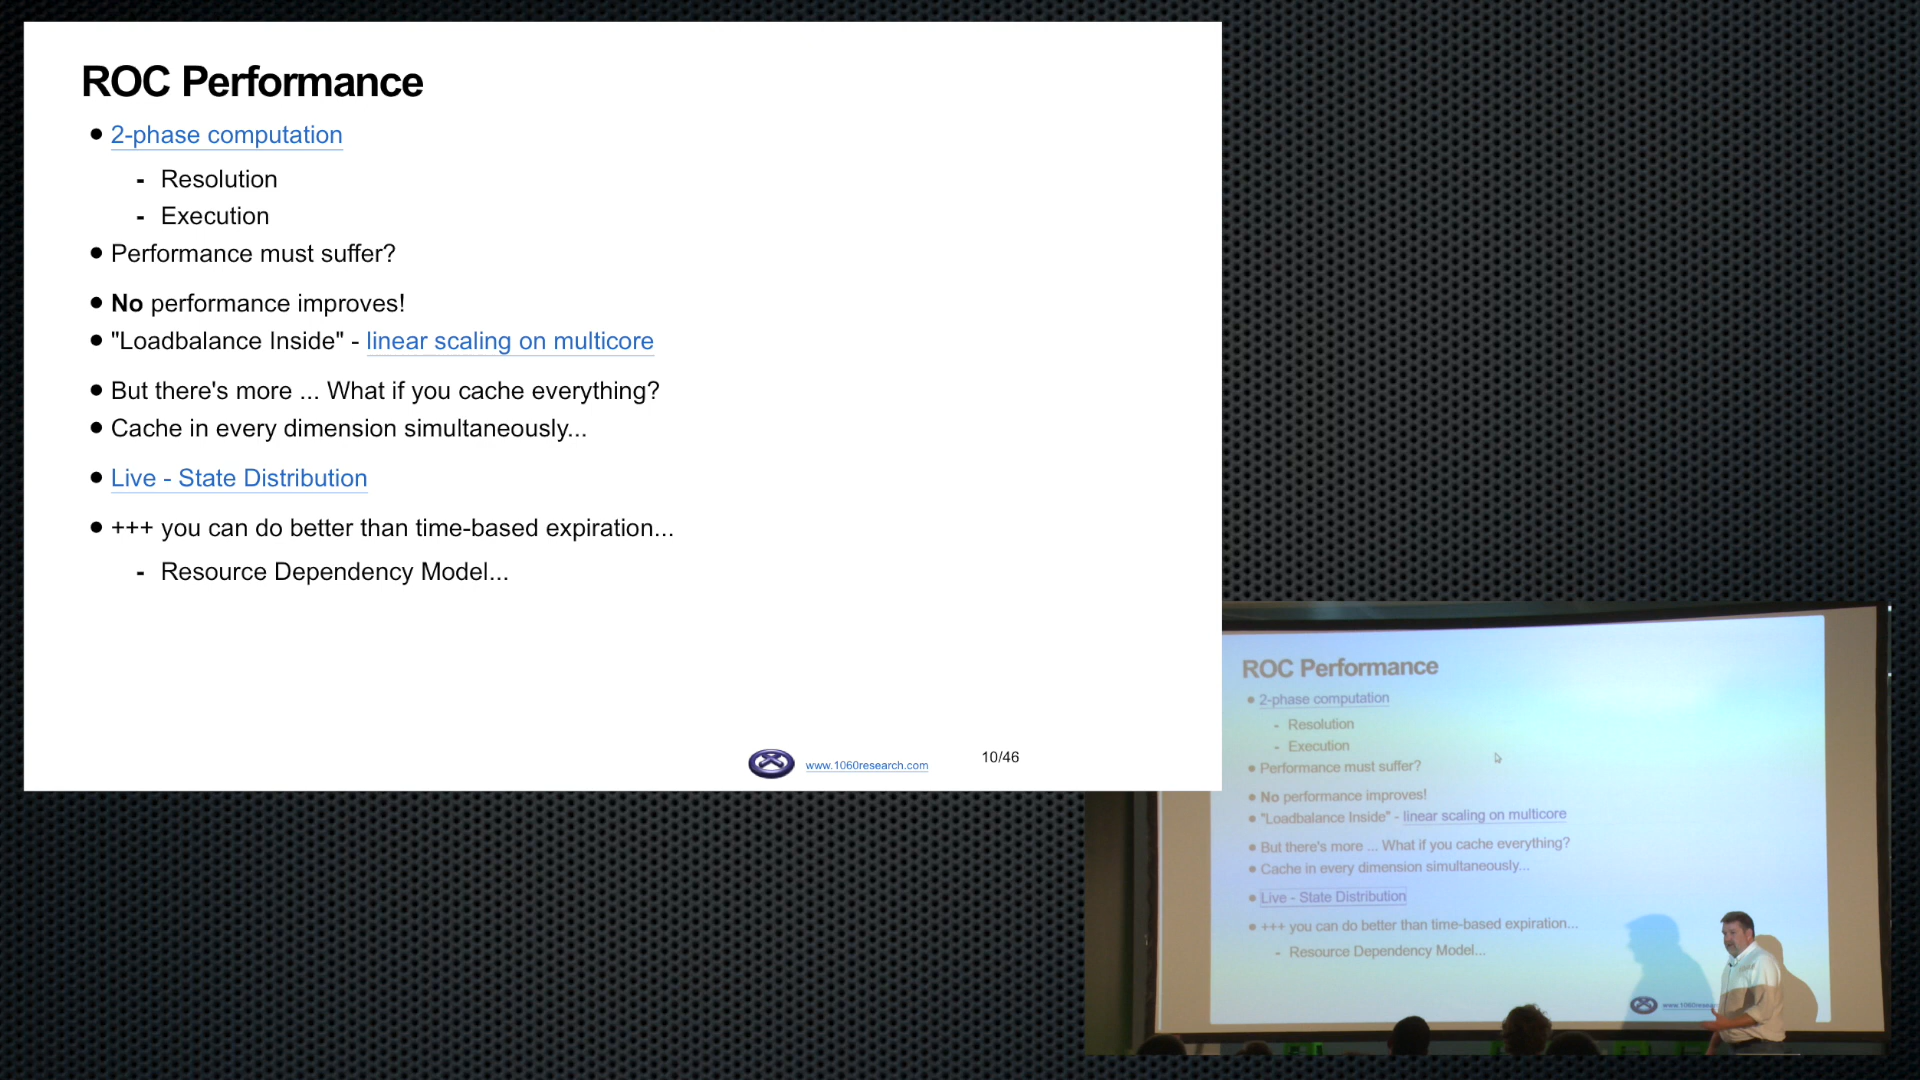 ROC Performance
● 2-phase computation
- Resolution
- Execution
● Performance must suffer?
● No performance improves!
● "Loadbalance Inside" - linear scaling on multicore
● But there's more ... What if you cache everything?
● Cache in every dimension simultaneously...
● Live - State Distribution
● +++ you can do better than time-based expiration...
- Resource Dependency Model...
www.1060research.com
10/46
ROC Performance
● 2-phase computation
- Resolution
- Execution
● Performance must suffer?
● No performance improves!
● "Loadbalance Inside" - linear scaling on multicore
● But there's more ... What if you cache everything?
● Cache in every dimension simultaneously...
● Live - State Distribution
● +++ you can do better than time-based expiration...
- Resource Dependency Model...